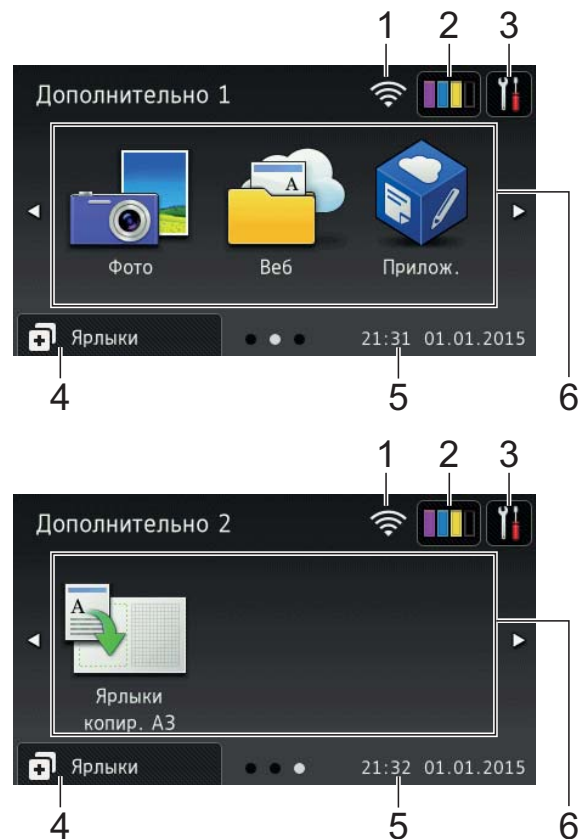 1 2 3
Дополнительно 1
A
Фото Веб Прилож.
6
Ярлыки 21:31 01.01.2015
4 5
1 2 3
Дополнительно 2
A
Ярлыки
копир. A3
6
Ярлыки 21:32 01.01.2015
4 5